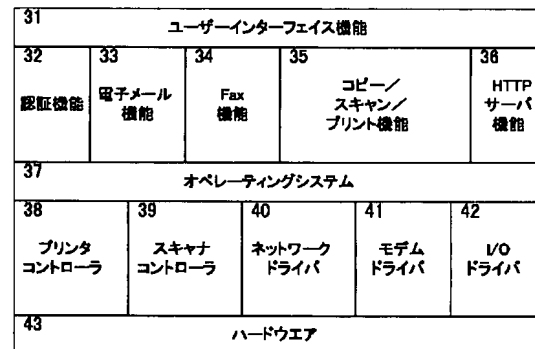 31
ユーザーインターフェイス機能
32
認証機能
33
電子メール
機能
34
Fax
機能
35
コピー／
スキャン／
プリント機能
36
HTTP
サーバ
機能
37
オペレーティングシステム
38
プリンタ
コントローラ
39
スキャナ
コントローラ
40
ネットワーク
ドライバ
41
モデム
ドライバ
42
I/O
ドライバ
43
ハードウエア